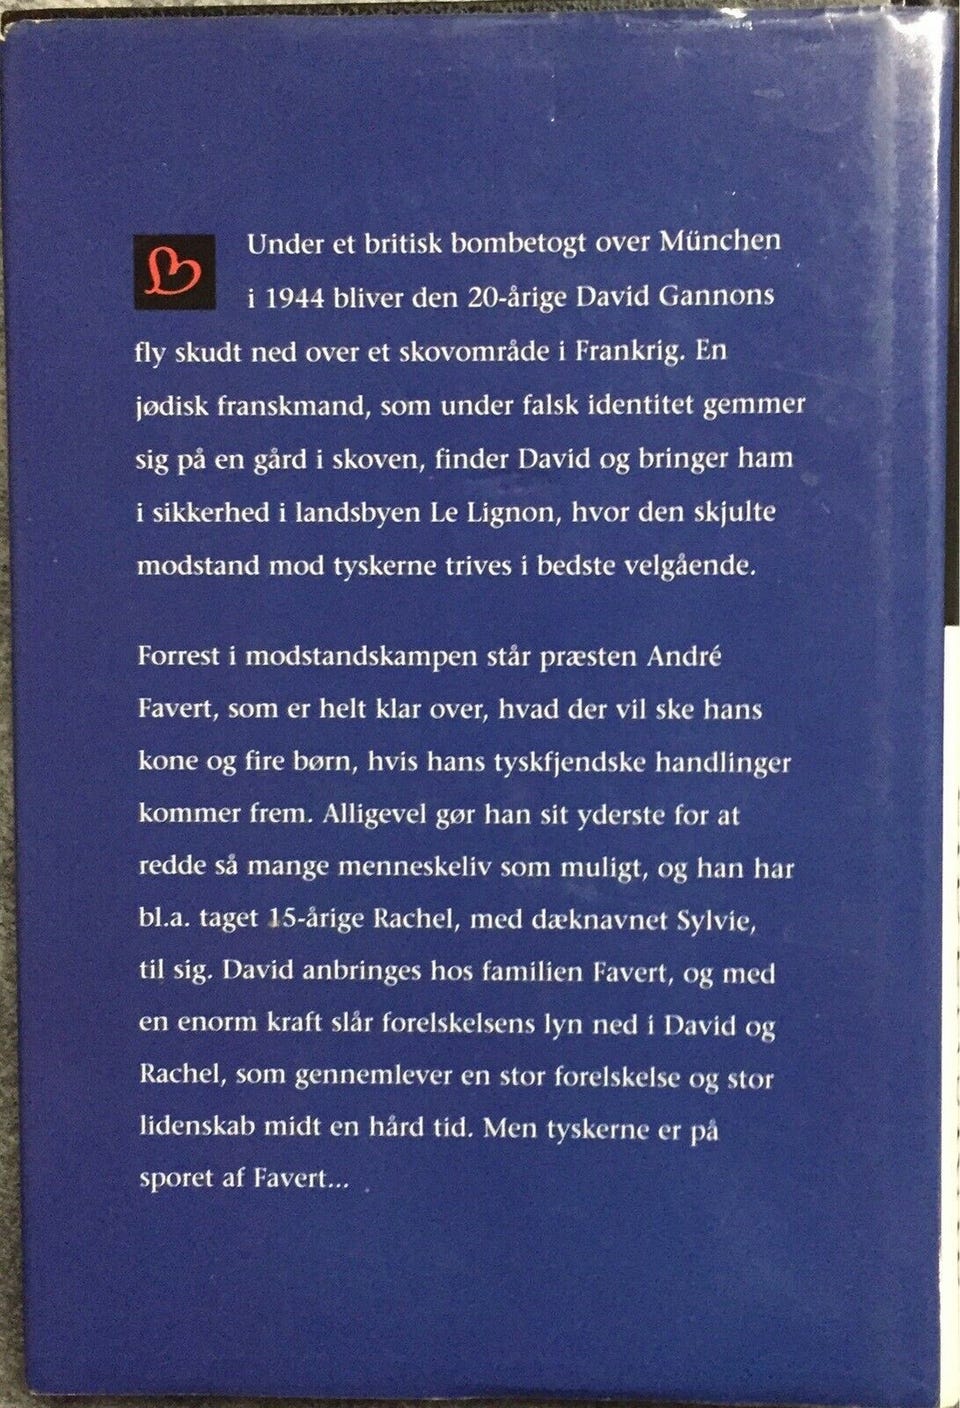 Under et britisk bombetogt over München
i 1944 bliver den 20-årige David Gannons
fly skudt ned over et skovområde i Frankrig. En
jødisk franskmand, som under falsk identitet gemmer
sig på en gård i skoven, finder David og bringer ham
i sikkerhed i landsbyen Le Lignon, hvor den skjulte
modstand mod tyskerne trives i bedste velgående.
Forrest i modstandskampen står præsten André
Favert, som er helt klar over, hvad der vil ske hans
kone og fire børn, hvis hans tyskfjendske handlinger
kommer frem. Alligevel gør han sit yderste for at
redde så mange menneskeliv som muligt, og han har
bl.a. taget 15-årige Rachel, med dæknavnet Sylvie,
til sig. David anbringes hos familien Favert, og med
en enorm kraft slår forelskelsens lyn ned i David og
Rachel, som gennemlever en stor forelskelse og stor
lidenskab midt en hård tid. Men tyskerne er på
sporet af Favert...